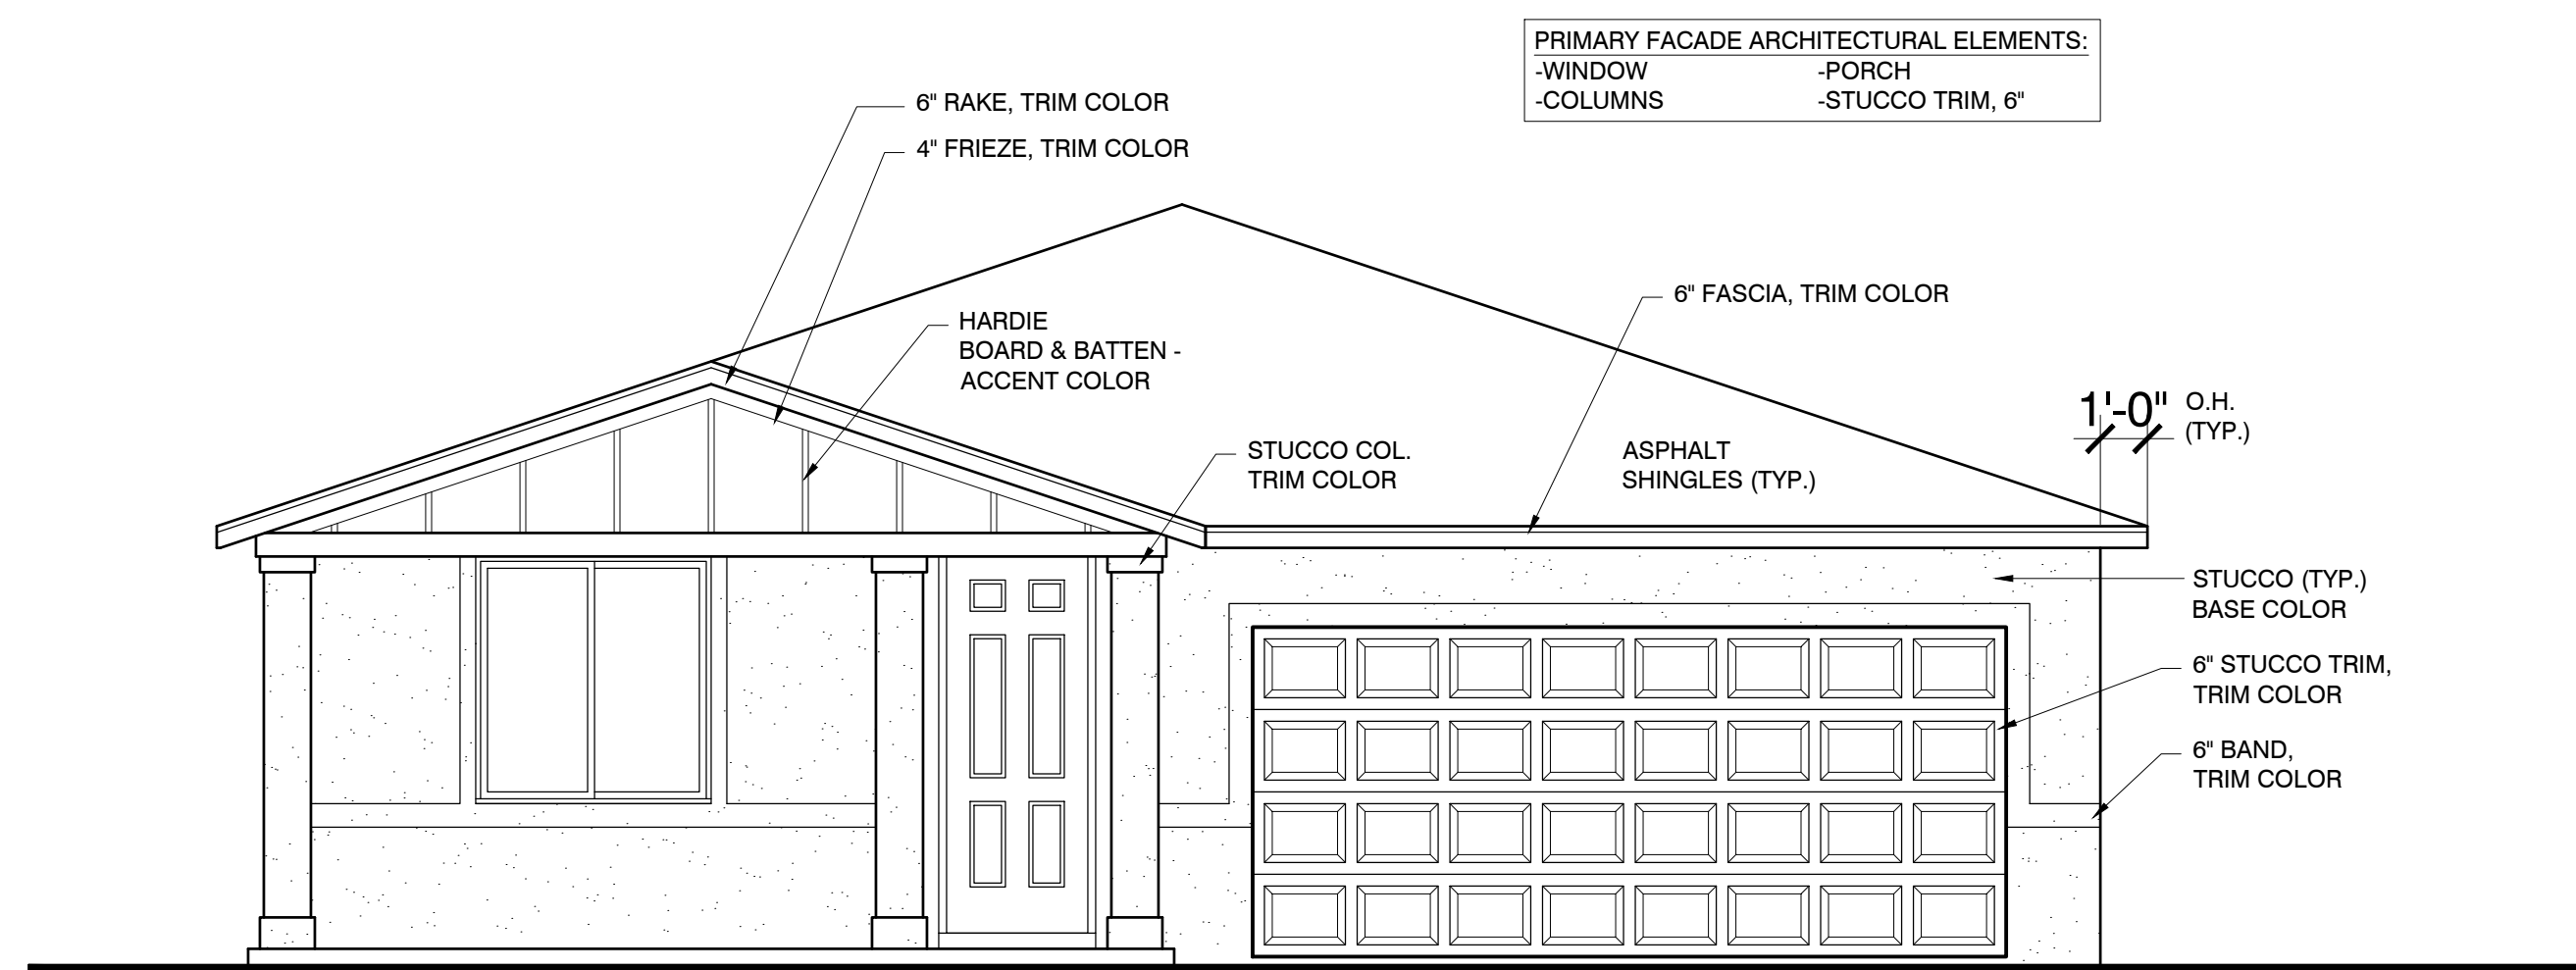 PRIMARY FACADE ARCHITECTURAL ELEMENTS:
-WINDOW -PORCH
-COLUMNS -STUCCO TRIM, 6"
6" RAKE, TRIM COLOR
4" FRIEZE, TRIM COLOR
6" FASCIA, TRIM COLOR
HARDIE
BOARD & BATTEN -
ACCENT COLOR
1'-0" O.H.
(TYP.)
STUCCO COL.
TRIM COLOR
ASPHALT
SHINGLES (TYP.)
STUCCO (TYP.)
BASE COLOR
6" STUCCO TRIM,
TRIM COLOR
6" BAND,
TRIM COLOR